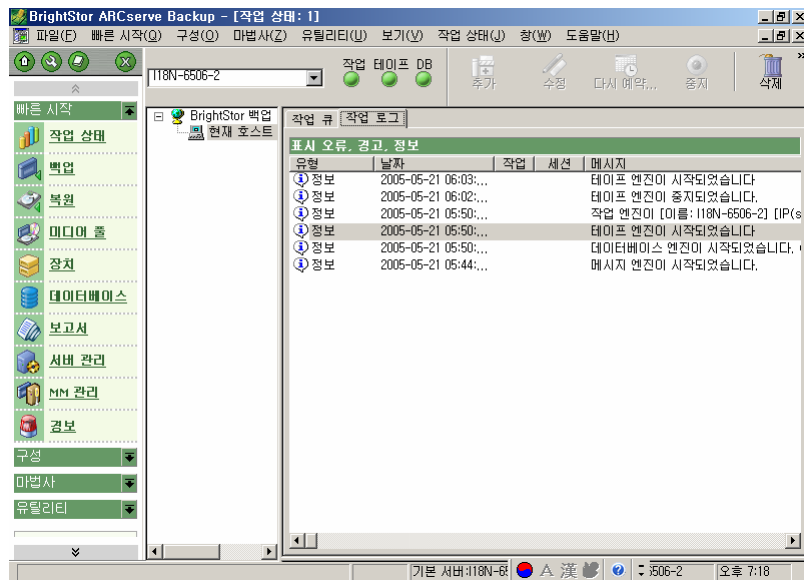 BrightStor ARCserve Backup - [작업 상태: 1]
파일(F) 빠른 시작(Q) 구성(O) 마법사(Z) 유틸리티(U) 보기(V) 작업 상태(J) 창(W) 도움말(H)
I18N-6506-2
작업 테이프 DB
추가 수정 다시 예약... 중지 삭제
빠른 시작
작업 상태
백업
복원
미디어 풀
장치
데이터베이스
보고서
서버 관리
MM 관리
경보
구성
마법사
유틸리티
BrightStor 백업
현재 호스트
작업 큐 작업 로그
표시 오류, 경고, 정보
유형 날짜 작업 세션 메시지
정보 2005-05-21 06:03:... 테이프 엔진이 시작되었습니다
정보 2005-05-21 06:02:... 테이프 엔진이 중지되었습니다.
정보 2005-05-21 05:50:... 작업 엔진이 [이름: I18N-6506-2] [IP(s
정보 2005-05-21 05:50:... 테이프 엔진이 시작되었습니다
정보 2005-05-21 05:50:... 데이터베이스 엔진이 시작되었습니다.
정보 2005-05-21 05:44:... 메시지 엔진이 시작되었습니다.
기본 서버:I18N-65 A 漢 ? 506-2 오후 7:18